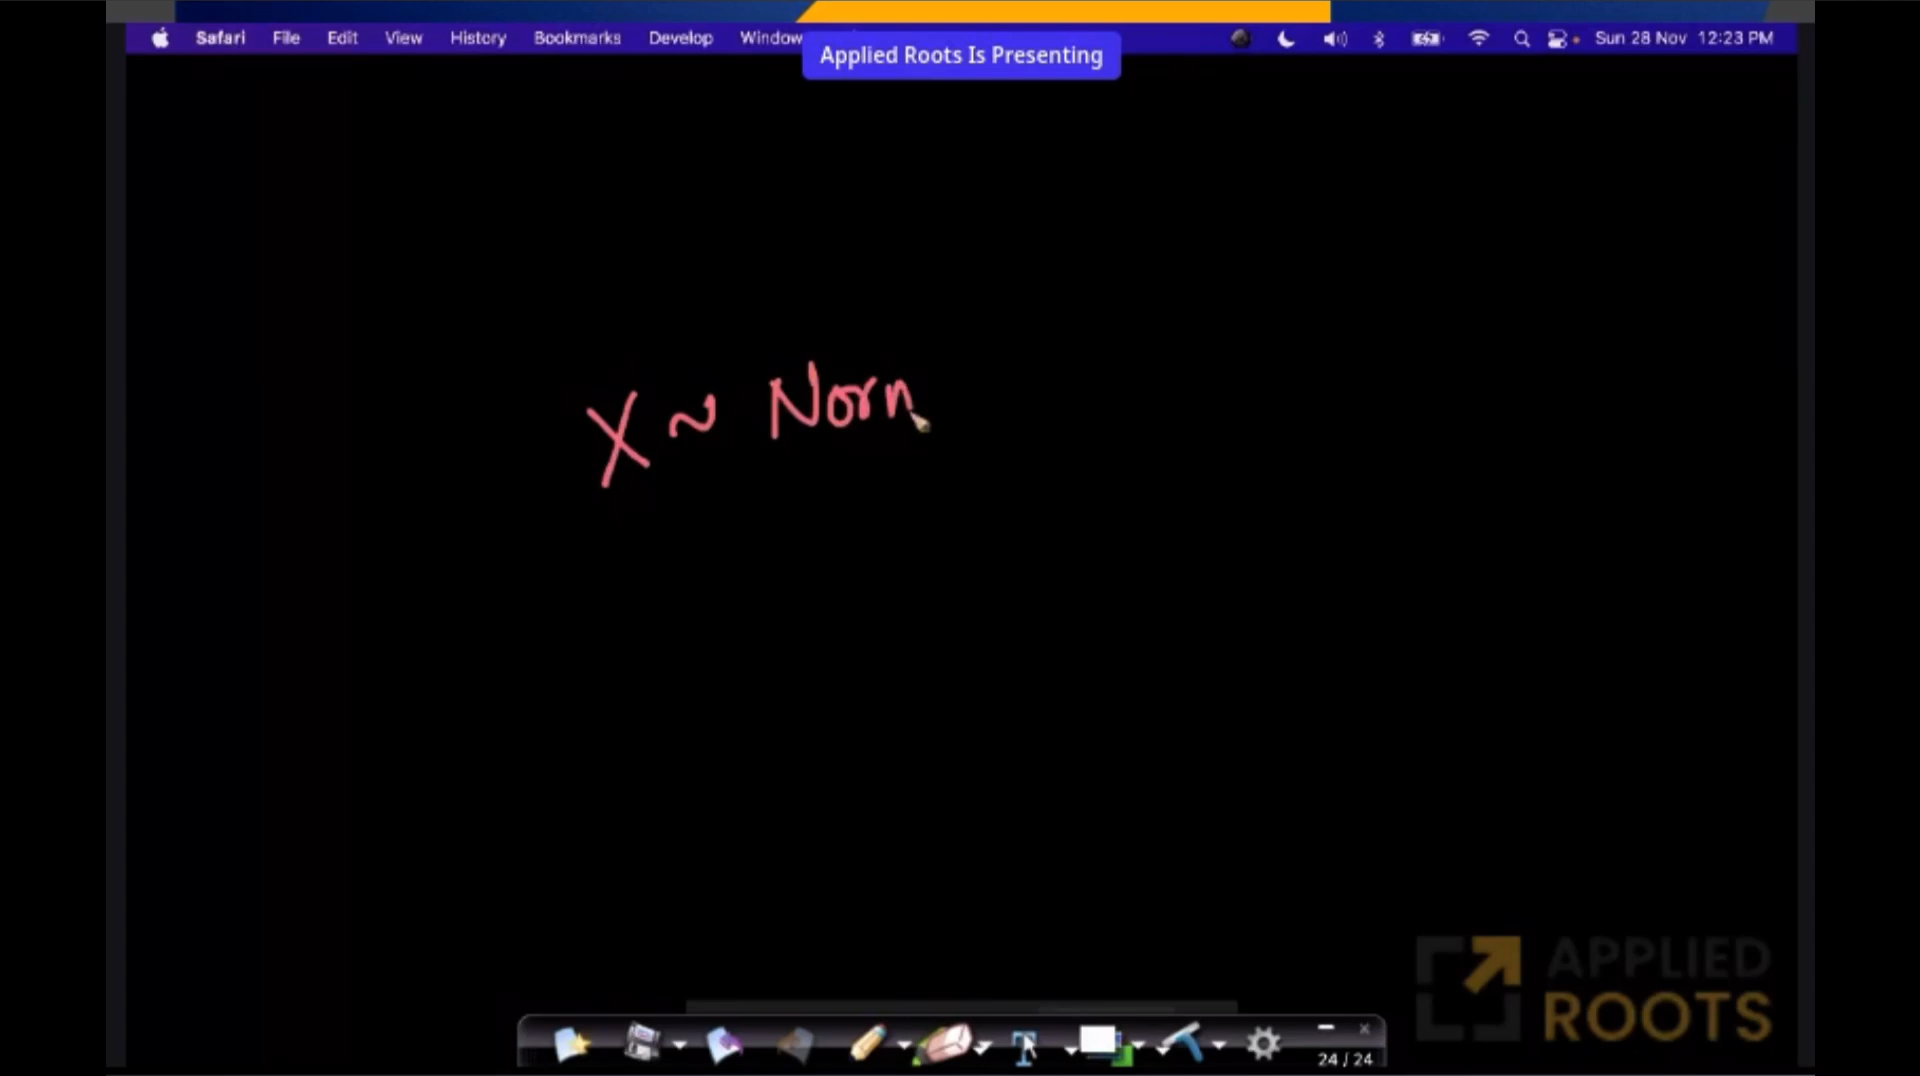 Safari File Edit View History Bookmarks Develop Window Sun 28 Nov 12:23 PM
Applied Roots Is Presenting
X ~ Norn
APPLIED
ROOTS
T
24 / 24